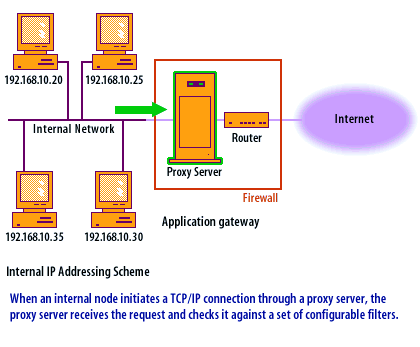 192.168.10.20
192.168.10.25
Internal Network
Proxy Server
Router
Internet
Firewall
192.168.10.35
192.168.10.30
Application gateway
Internal IP Addressing Scheme
When an internal node initiates a TCP/IP connection through a proxy server, the
proxy server receives the request and checks it against a set of configurable filters.